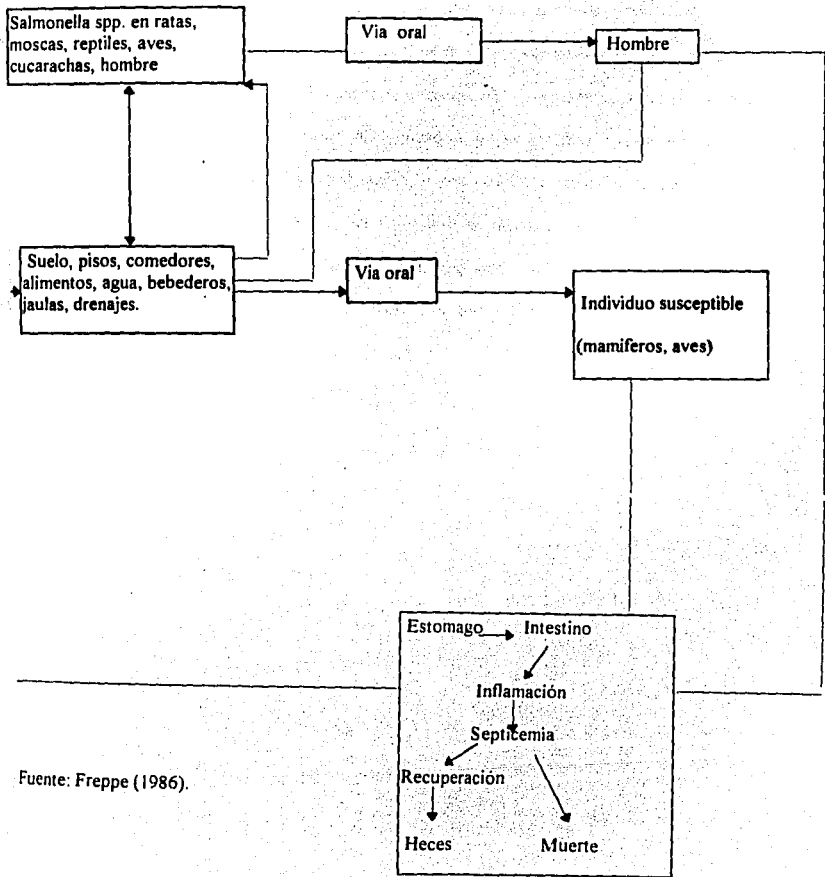 Salmonella spp. en ratas,
moscas, reptiles, aves,
cucarachas, hombre
Via oral
Hombre
Suelo, pisos, comedores,
alimentos, agua, bebederos,
jaulas, drenajes.
Via oral
Individuo susceptible
(mamiferos, aves)
Estomago
Intestino
Inflamación
Septicemia
Recuperación
Heces
Muerte
Fuente: Freppe (1986).